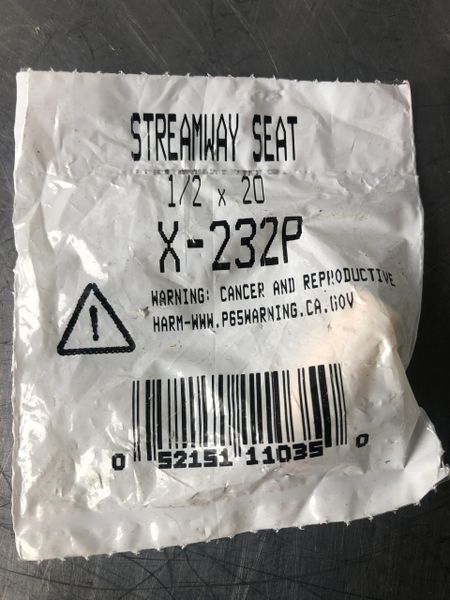 STREAMWAY SEAT
1/2 x 20
X-232P
WARNING: CANCER AND REPRODUCTIVE
HARM-WWW.P65WARNING.CA.GOV
0 52151 11035 0